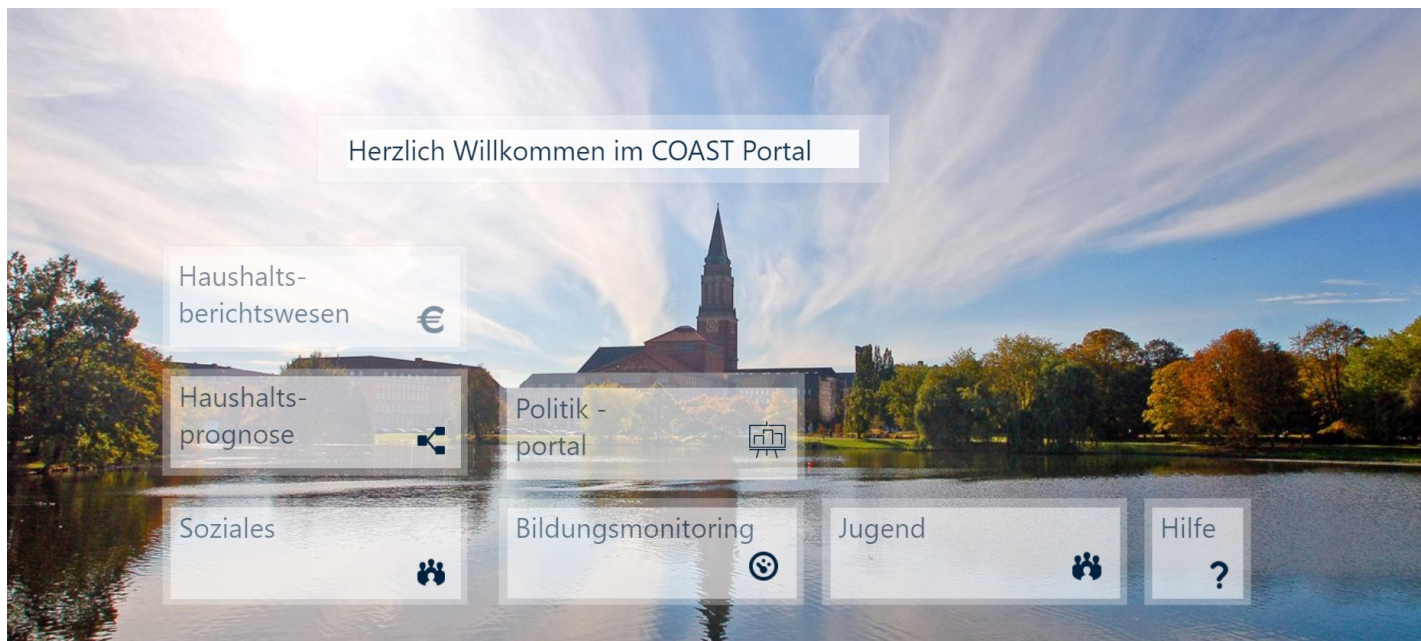 Herzlich Willkommen im COAST Portal
Haushalts-
berichtswesen
€
Haushalts-
prognose
Politik -
portal
Soziales
Bildungsmonitoring
Jugend
Hilfe
?